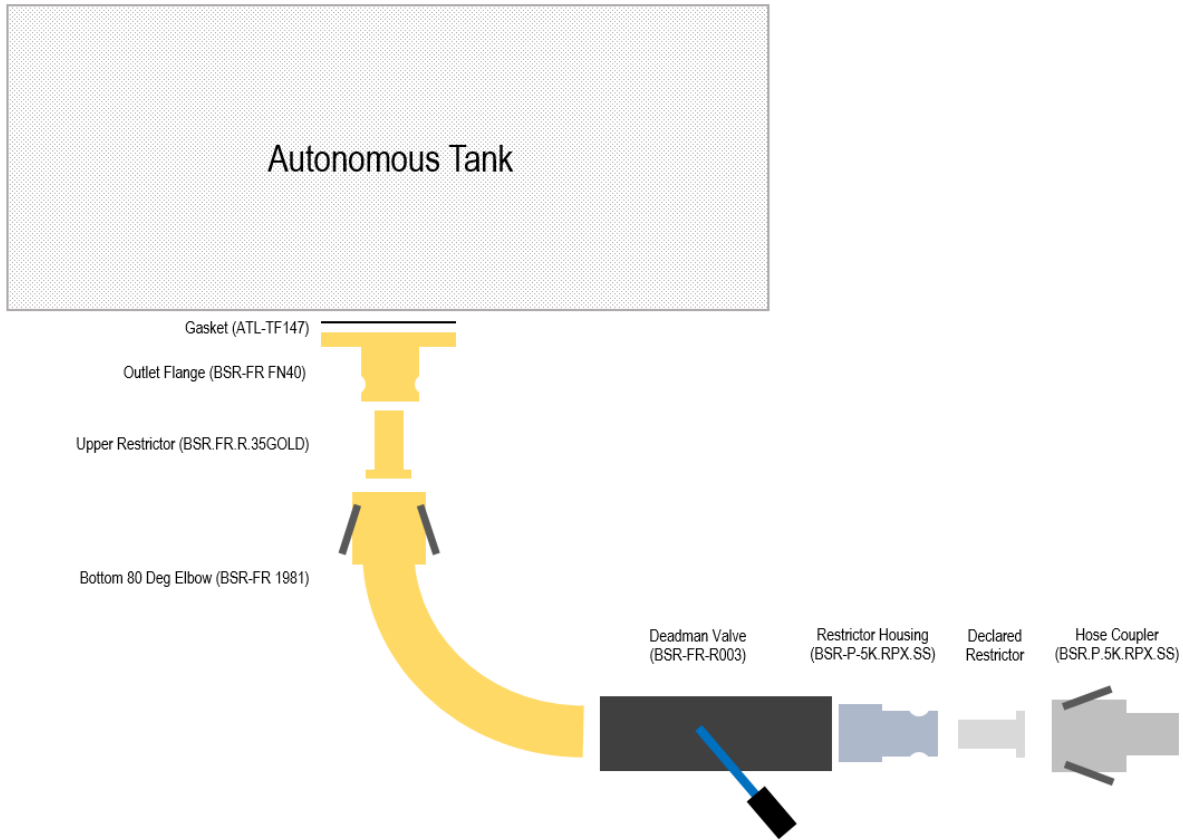 Autonomous Tank
Gasket (ATL-TF147)
Outlet Flange (BSR-FR FN40)
Upper Restrictor (BSR.FR.R.35GOLD)
Bottom 80 Deg Elbow (BSR-FR 1981)
Deadman Valve
(BSR-FR-R003)
Restrictor Housing
(BSR-P-5K.RPX.SS)
Declared
Restrictor
Hose Coupler
(BSR.P.5K.RPX.SS)